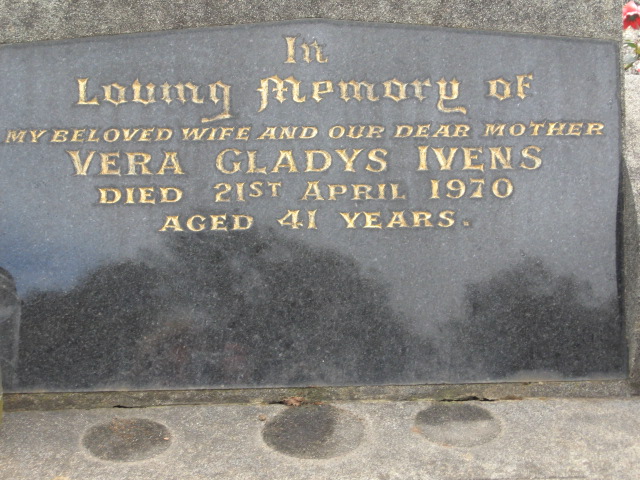 In
Loving Memory of
MY BELOVED WIFE AND OUR DEAR MOTHER
VERA GLADYS IVENS
DIED 21ST APRIL 1970
AGED 41 YEARS.